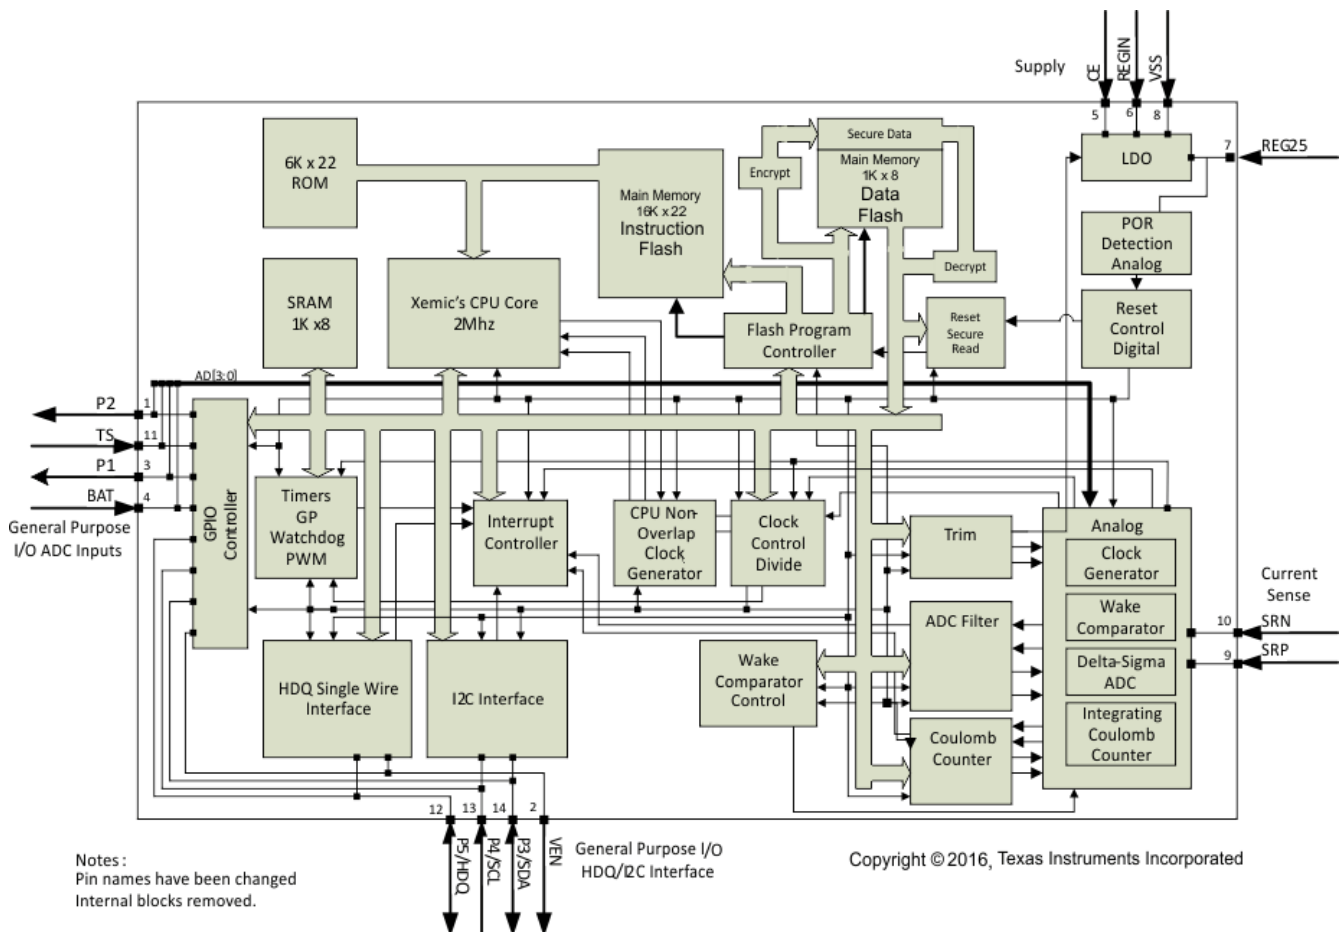 Supply
CE
REGIN
VSS
5
6
8
7
REG25
LDO
6K x 22
ROM
Main Memory
16K x 22
Instruction
Flash
Encrypt
Secure Data
Main Memory
1K x 8
Data
Flash
Decrypt
POR
Detection
Analog
SRAM
1K x8
Xemic's CPU Core
2Mhz
Flash Program
Controller
Reset
Secure
Read
Reset
Control
Digital
AD[3:0]
P2
1
TS
11
P1
3
BAT
4
General Purpose
I/O ADC Inputs
GPIO
Controller
Timers
GP
Watchdog
PWM
Interrupt
Controller
CPU Non-
Overlap
Clock
Generator
Clock
Control
Divide
Trim
Analog
Clock
Generator
Wake
Comparator
Delta-Sigma
ADC
Integrating
Coulomb
Counter
Current
Sense
10
SRN
9
SRP
ADC Filter
HDQ Single Wire
Interface
I2C Interface
Wake
Comparator
Control
Coulomb
Counter
12
13
14
2
P5/HDQ
P4/SCL
P3/SDA
VEN
General Purpose I/O
HDQ/I2C Interface
Notes :
Pin names have been changed
Internal blocks removed.
Copyright © 2016, Texas Instruments Incorporated